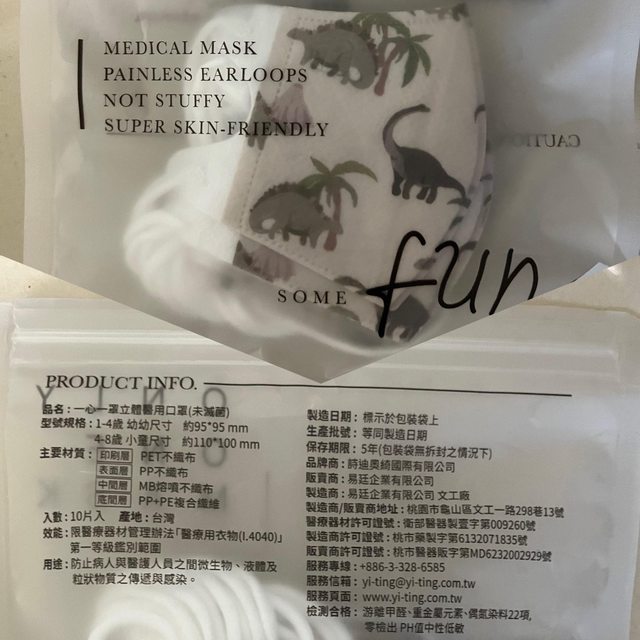 MEDICAL MASK
PAINLESS EARLOOPS
NOT STUFFY
SUPER SKIN-FRIENDLY
SOME fun
PRODUCT INFO.
品名：一心一罩立體醫用口罩(未滅菌)
型號規格：1-4歲 幼幼尺寸 約95*95 mm
4-8歲 小童尺寸 約110*100 mm
主要材質：印刷層 PET不織布
表面層 PP不織布
中間層 MB熔噴不織布
底間層 PP+PE複合纖維
入數：10片入 產地：台灣
效能：限醫療器材管理辦法「醫療用衣物(I.4040)」
第一等級鑑別範圍
用途：防止病人與醫護人員之間微生物、液體及
粒狀物質之傳遞與感染。
製造日期：標示於包裝袋上
生產批號：等同製造日期
保存期限：5年(包裝袋無拆封之情況下)
品牌商：時迪奧綺國際有限公司
販賣商：易廷企業有限公司
製造商：易廷企業有限公司 文工廠
製造商/販賣商地址：桃園市龜山區文工一路298巷13號
醫療器材許可證號：衛部醫器製壹字第009260號
製造商許可證號：桃市藥製字第6132071835號
販賣商許可證號：桃市醫器販字第MD6232002929號
服務專線：+886-3-328-6585
服務信箱：yi-ting@yi-ting.com.tw
服務頁面：www.yi-ting.com.tw
檢測合格：游離甲醛、重金屬元素、偶氮染料22項,
零檢出 PH值中性低敏